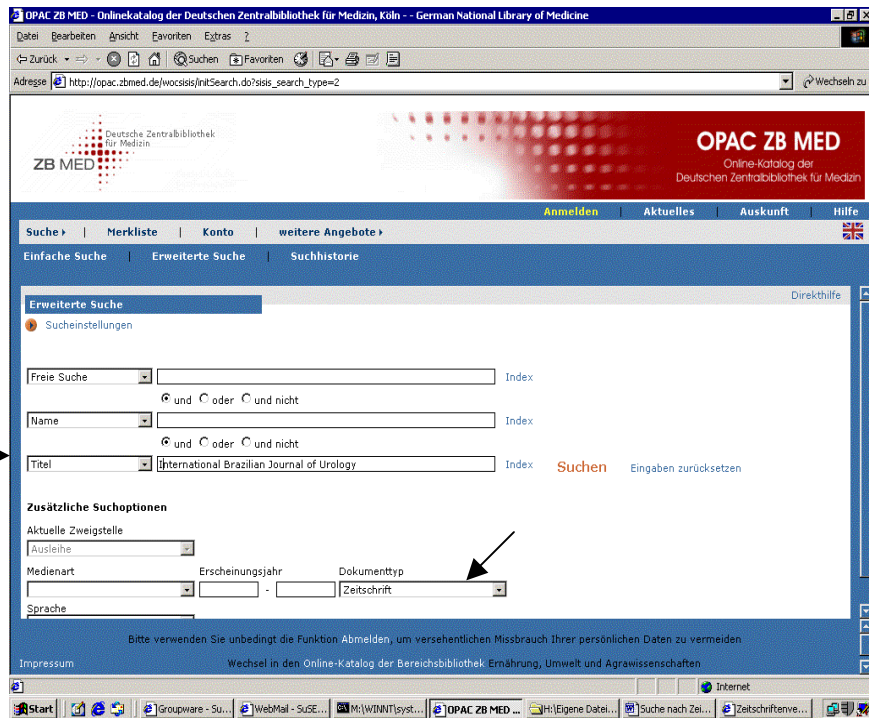 OPAC ZB MED - Onlinekatalog der Deutschen Zentralbibliothek für Medizin, Köln - - German National Library of Medicine
Datei Bearbeiten Ansicht Favoriten Extras ?
Zurück Suchen Favoriten
Adresse http://opac.zbmed.de/wocsisis/initSearch.do?sisis_search_type=2 Wechseln zu
Deutsche Zentralbibliothek
für Medizin
ZB MED
OPAC ZB MED
Online-Katalog der
Deutschen Zentralbibliothek für Medizin
Anmelden | Aktuelles | Auskunft | Hilfe
Suche | Merkliste | Konto | weitere Angebote
Einfache Suche | Erweiterte Suche | Suchhistorie
Direkthilfe
Erweiterte Suche
Sucheinstellungen
Freie Suche Index
und oder und nicht
Name Index
und oder und nicht
Titel International Brazilian Journal of Urology Index Suchen Eingaben zurücksetzen
Zusätzliche Suchoptionen
Aktuelle Zweigstelle
Ausleihe
Medienart Erscheinungsjahr Dokumenttyp
- Zeitschrift
Sprache
Bitte verwenden Sie unbedingt die Funktion Abmelden, um versehentlichen Missbrauch Ihrer persönlichen Daten zu vermeiden
Impressum Wechsel in den Online-Katalog der Bereichsbibliothek Ernährung, Umwelt und Agrawissenschaften
Internet
Start Groupware - Su... WebMail - SuSE... M:\WINNT\syst... OPAC ZB MED ... H:\Eigene Datei... Suche nach Zei... Zeitschriftenve...